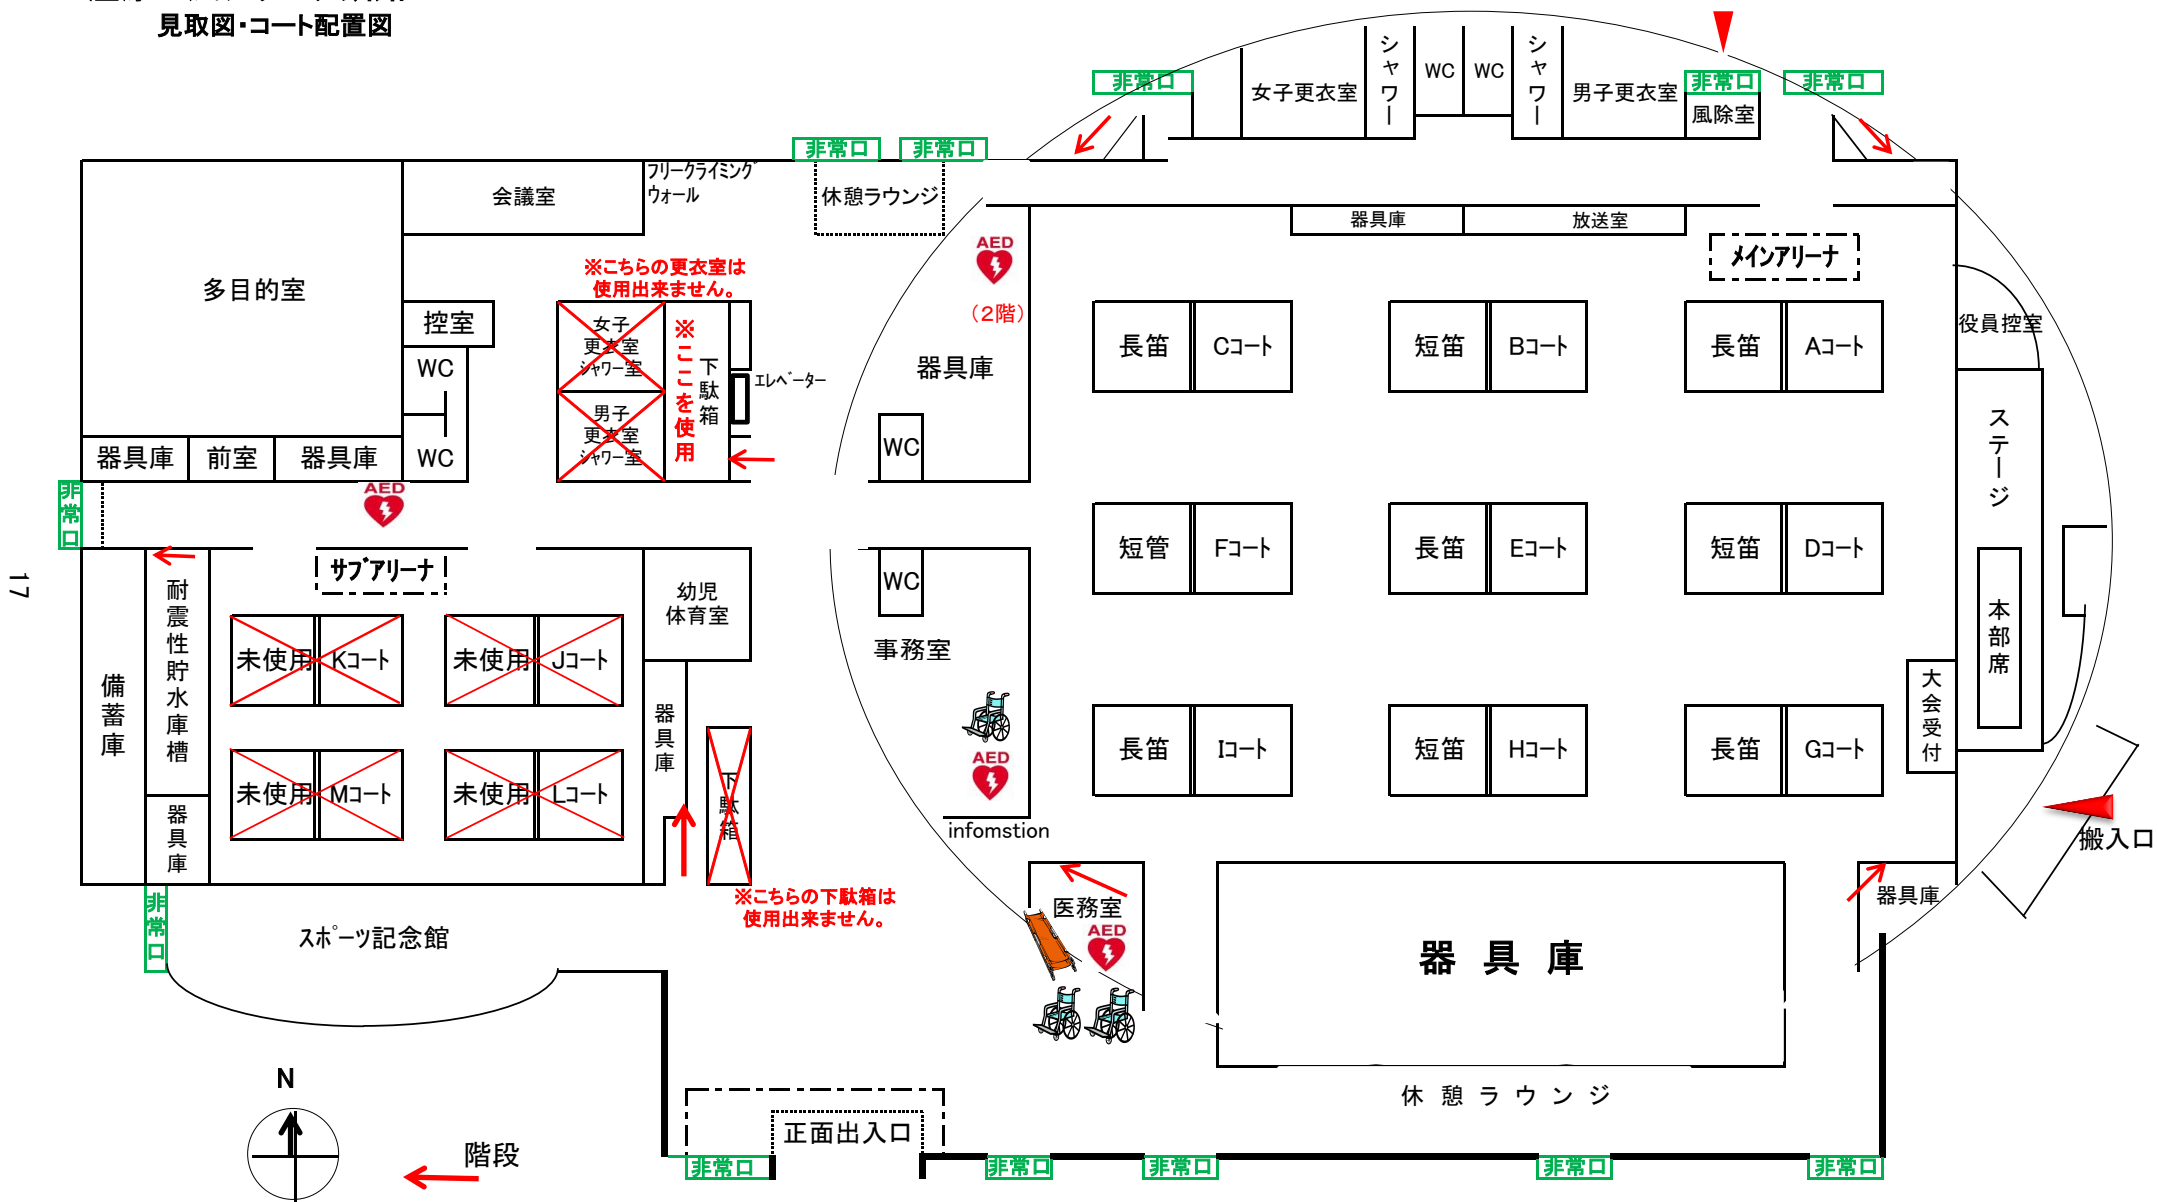 見取図・コート配置図
非常口
女子更衣室
シャワー
WC
WC
シャワー
男子更衣室
非常口
風除室
非常口
非常口
非常口
会議室
フリークライミング
ウォール
休憩ラウンジ
器具庫
放送室
メインアリーナ
AED
(2階)
器具庫
多目的室
控室
WC
WC
器具庫
前室
器具庫
※こちらの更衣室は
使用出来ません。
女子
更衣室
シャワー室
男子
更衣室
シャワー室
※ここを使用
下駄箱
エレベーター
WC
長笛 Cコート
短笛 Bコート
長笛 Aコート
役員控室
ステージ
本部席
大会受付
搬入口
短管 Fコート
長笛 Eコート
短笛 Dコート
長笛 Iコート
短笛 Hコート
長笛 Gコート
非常口
AED
サブアリーナ
備蓄庫
耐震性貯水庫槽
器具庫
未使用 Kコート
未使用 Jコート
未使用 Mコート
未使用 Lコート
幼児
体育室
器具庫
下駄箱
※こちらの下駄箱は
使用出来ません。
WC
事務室
AED
infomstion
医務室
AED
器具庫
器具庫
休憩ラウンジ
非常口
スポーツ記念館
N
階段
正面出入口
非常口
非常口
非常口
非常口
非常口
17